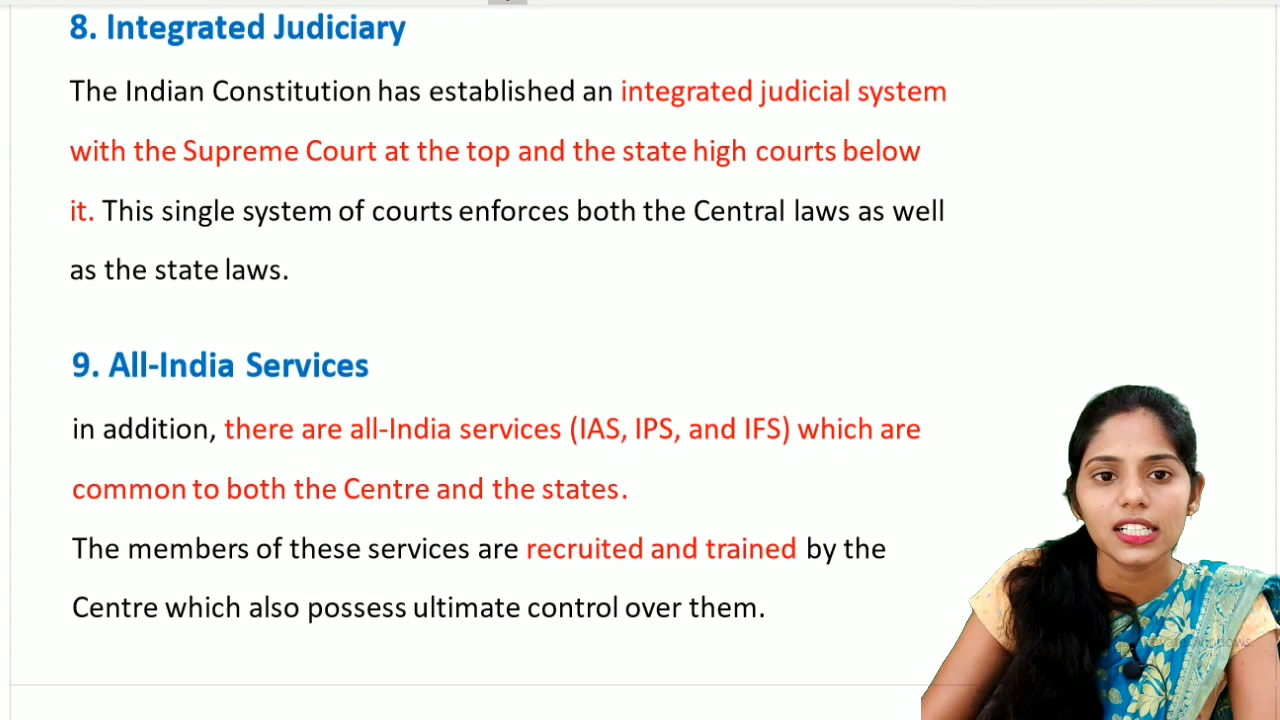 8. Integrated Judiciary
The Indian Constitution has established an integrated judicial system
with the Supreme Court at the top and the state high courts below
it. This single system of courts enforces both the Central laws as well
as the state laws.
9. All-India Services
in addition, there are all-India services (IAS, IPS, and IFS) which are
common to both the Centre and the states.
The members of these services are recruited and trained by the
Centre which also possess ultimate control over them.